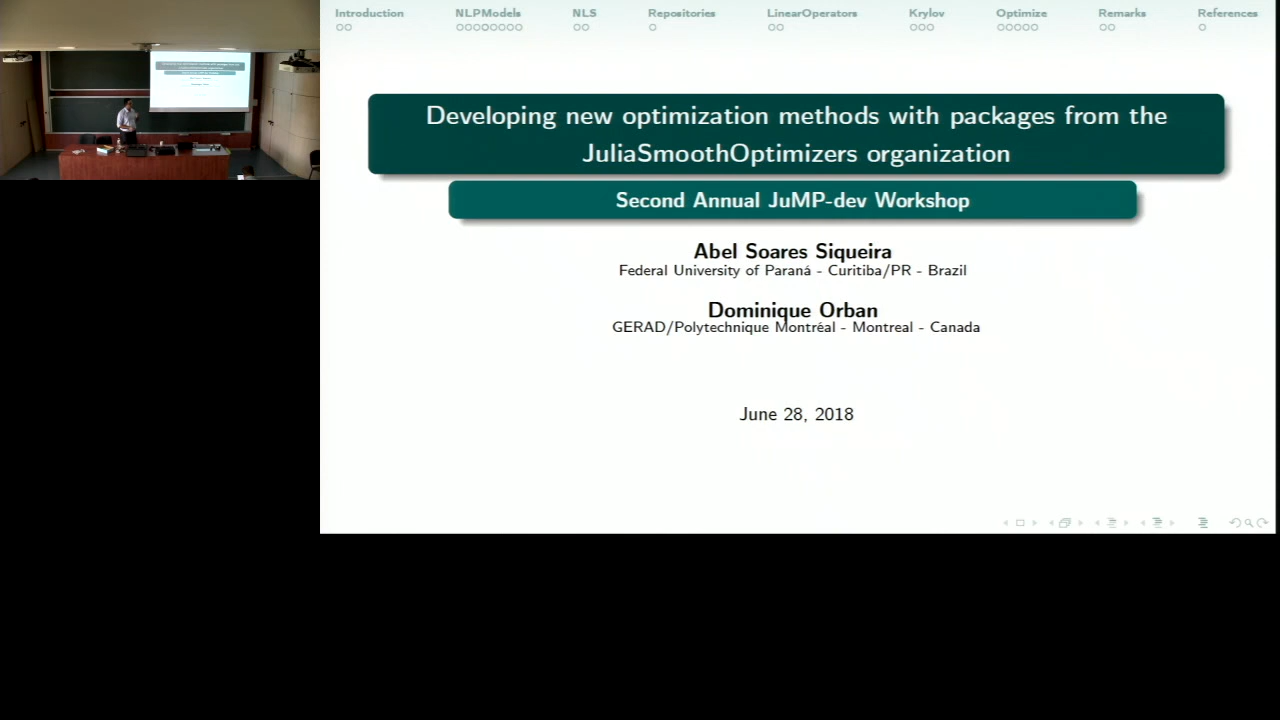 Introduction NLPModels NLS Repositories LinearOperators Krylov Optimize Remarks References
Developing new optimization methods with packages from the
JuliaSmoothOptimizers organization
Second Annual JuMP-dev Workshop
Abel Soares Siqueira
Federal University of Paraná - Curitiba/PR - Brazil
Dominique Orban
GERAD/Polytechnique Montréal - Montreal - Canada
June 28, 2018